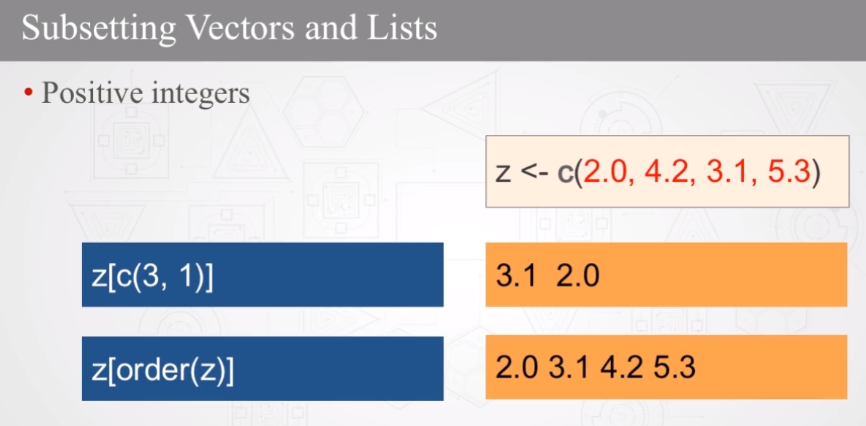 Subsetting Vectors and Lists
• Positive integers
z <- c(2.0, 4.2, 3.1, 5.3)
z[c(3, 1)]
3.1 2.0
z[order(z)]
2.0 3.1 4.2 5.3